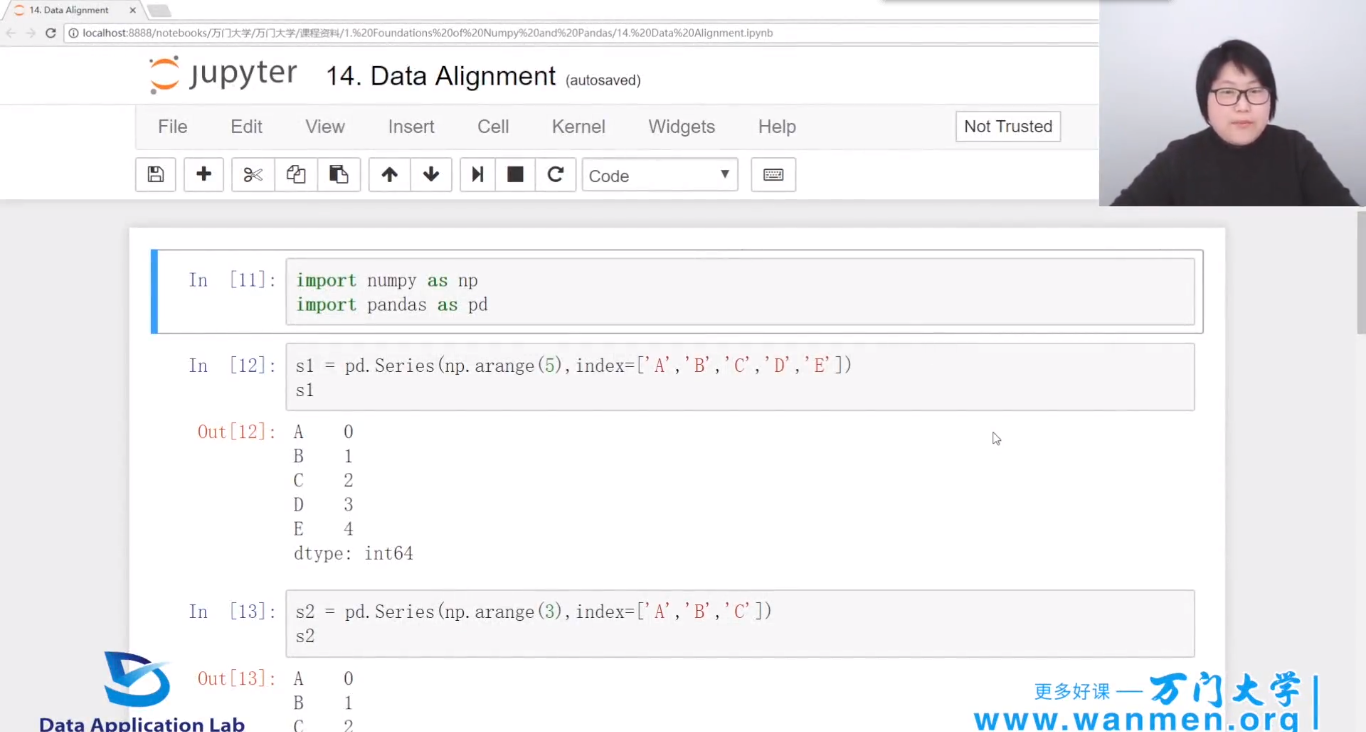 14. Data Alignment
localhost:8888/notebooks/万门大学/万门大学/课程资料/1.%20Foundations%20of%20Numpy%20and%20Pandas/14.%20Data%20Alignment.ipynb
jupyter 14. Data Alignment (autosaved)
File Edit View Insert Cell Kernel Widgets Help Not Trusted
Code
In [11]: import numpy as np
import pandas as pd
In [12]: s1 = pd.Series(np.arange(5),index=['A','B','C','D','E'])
s1
Out[12]: A 0
B 1
C 2
D 3
E 4
dtype: int64
In [13]: s2 = pd.Series(np.arange(3),index=['A','B','C'])
s2
Out[13]: A 0
B 1
C 2
Data Application Lab
更多好课 — 万门大学
www.wanmen.org